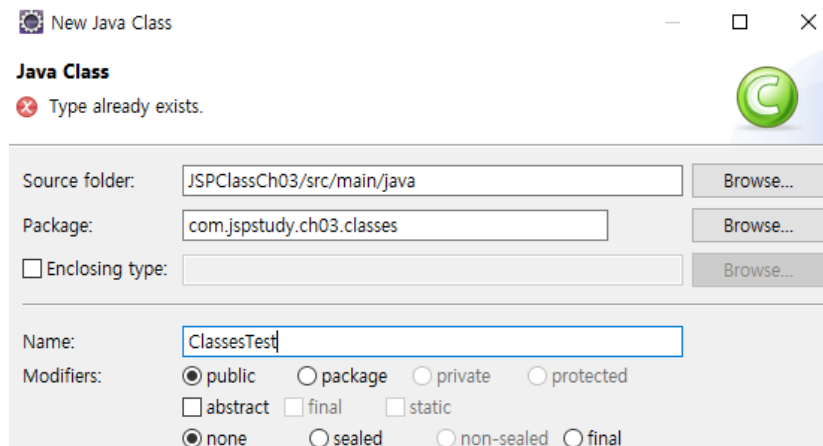 New Java Class
Java Class
Type already exists.
Source folder: JSPClassCh03/src/main/java Browse...
Package: com.jspstudy.ch03.classes Browse...
Enclosing type: Browse...
Name: ClassesTest
Modifiers: public package private protected
abstract final static
none sealed non-sealed final